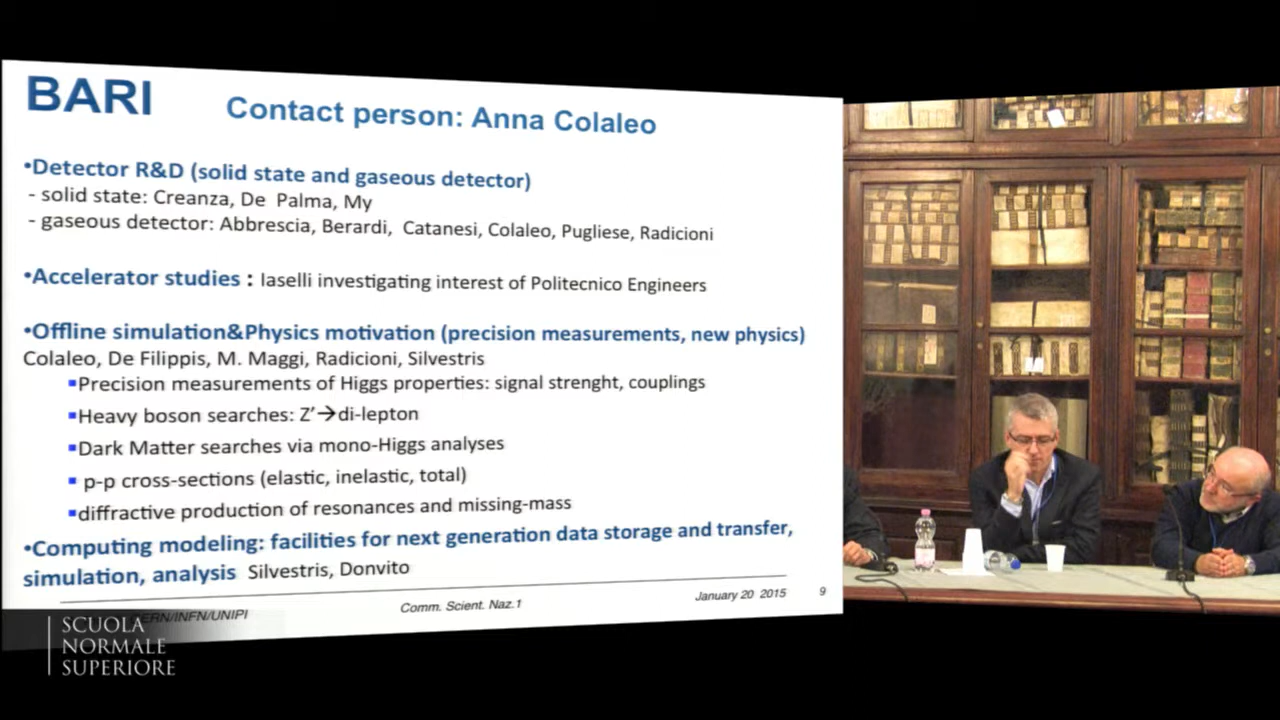 BARI
Contact person: Anna Colaleo
•Detector R&D (solid state and gaseous detector)
- solid state: Creanza, De Palma, My
- gaseous detector: Abbrescia, Berardi, Catanesi, Colaleo, Pugliese, Radicioni
•Accelerator studies : Iaselli investigating interest of Politecnico Engineers
•Offline simulation&Physics motivation (precision measurements, new physics)
Colaleo, De Filippis, M. Maggi, Radicioni, Silvestris
▪Precision measurements of Higgs properties: signal strenght, couplings
▪Heavy boson searches: Z'→di-lepton
▪Dark Matter searches via mono-Higgs analyses
▪ p-p cross-sections (elastic, inelastic, total)
▪diffractive production of resonances and missing-mass
•Computing modeling: facilities for next generation data storage and transfer,
simulation, analysis Silvestris, Donvito
CERN/INFN/UNIPI Comm. Scient. Naz.1 January 20 2015 9
SCUOLA
NORMALE
SUPERIORE